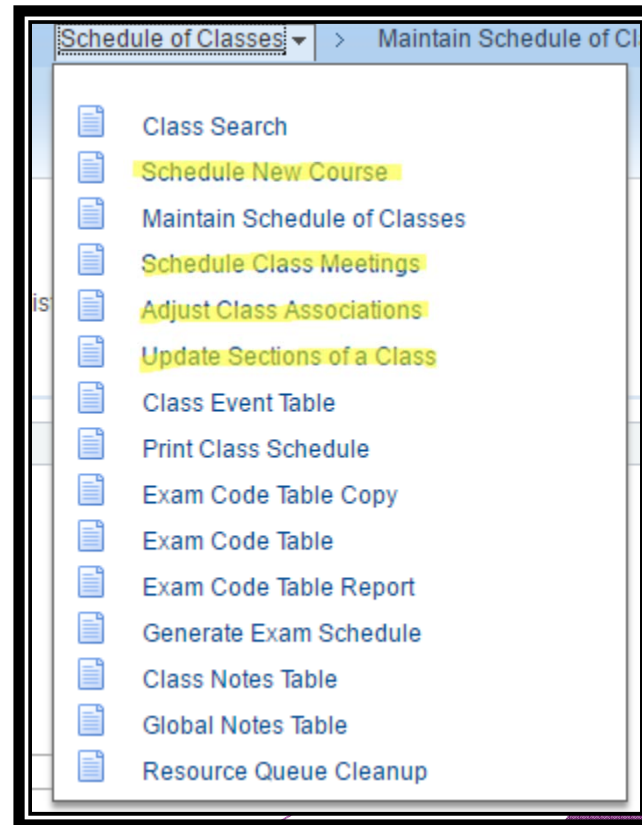 Schedule of Classes > Maintain Schedule of Cl
Class Search
Schedule New Course
Maintain Schedule of Classes
Schedule Class Meetings
is
Adjust Class Associations
Update Sections of a Class
Class Event Table
Print Class Schedule
Exam Code Table Copy
Exam Code Table
Exam Code Table Report
Generate Exam Schedule
Class Notes Table
Global Notes Table
Resource Queue Cleanup